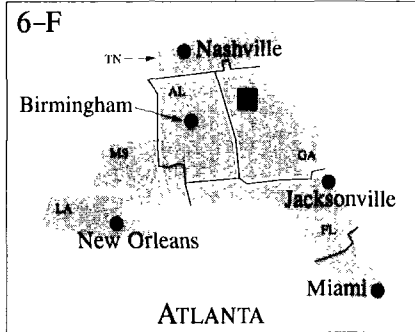 6-F
TN
Nashville
AL
Birmingham
MS
GA
Jacksonville
LA
New Orleans
FL
Miami
ATLANTA